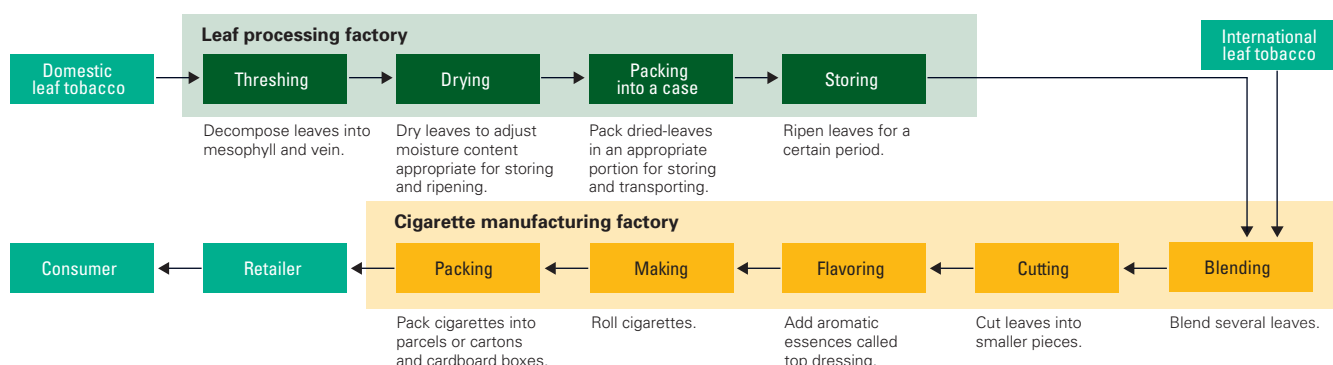 Leaf processing factory
International
leaf tobacco
Domestic
leaf tobacco
Threshing
Drying
Packing
into a case
Storing
Decompose leaves into
mesophyll and vein.
Dry leaves to adjust
moisture content
appropriate for storing
and ripening.
Pack dried-leaves
in an appropriate
portion for storing
and transporting.
Ripen leaves for a
certain period.
Cigarette manufacturing factory
Consumer
Retailer
Packing
Making
Flavoring
Cutting
Blending
Pack cigarettes into
parcels or cartons
and cardboard boxes.
Roll cigarettes.
Add aromatic
essences called
top dressing.
Cut leaves into
smaller pieces.
Blend several leaves.